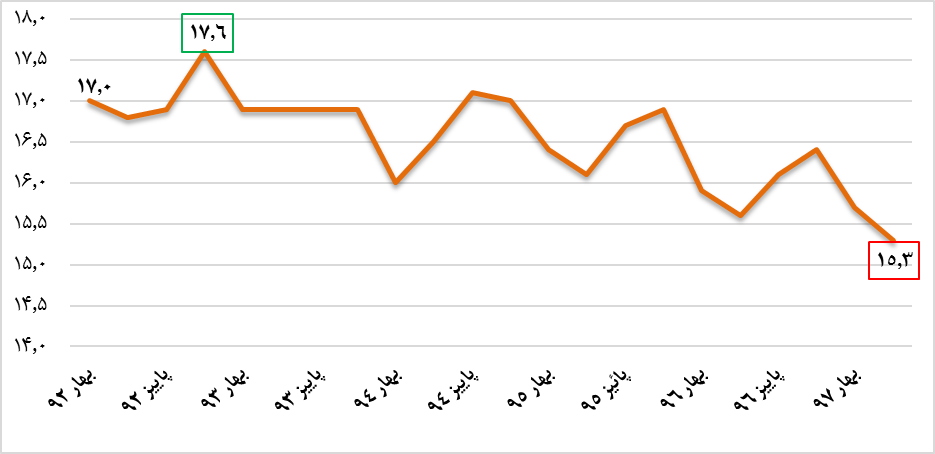 ۱۸,۰
۱۷,۵
۱۷,۰
۱۶,۵
۱۶,۰
۱۵,۵
۱۵,۰
۱۴,۵
۱۴,۰
۱۷,۰
۱۷,۶
۱۵,۳
بهار ۹۲
پاییز ۹۲
بهار ۹۳
پاییز ۹۳
بهار ۹۴
پاییز ۹۴
بهار ۹۵
پائیز ۹۵
بهار ۹۶
پاییز ۹۶
بهار ۹۷